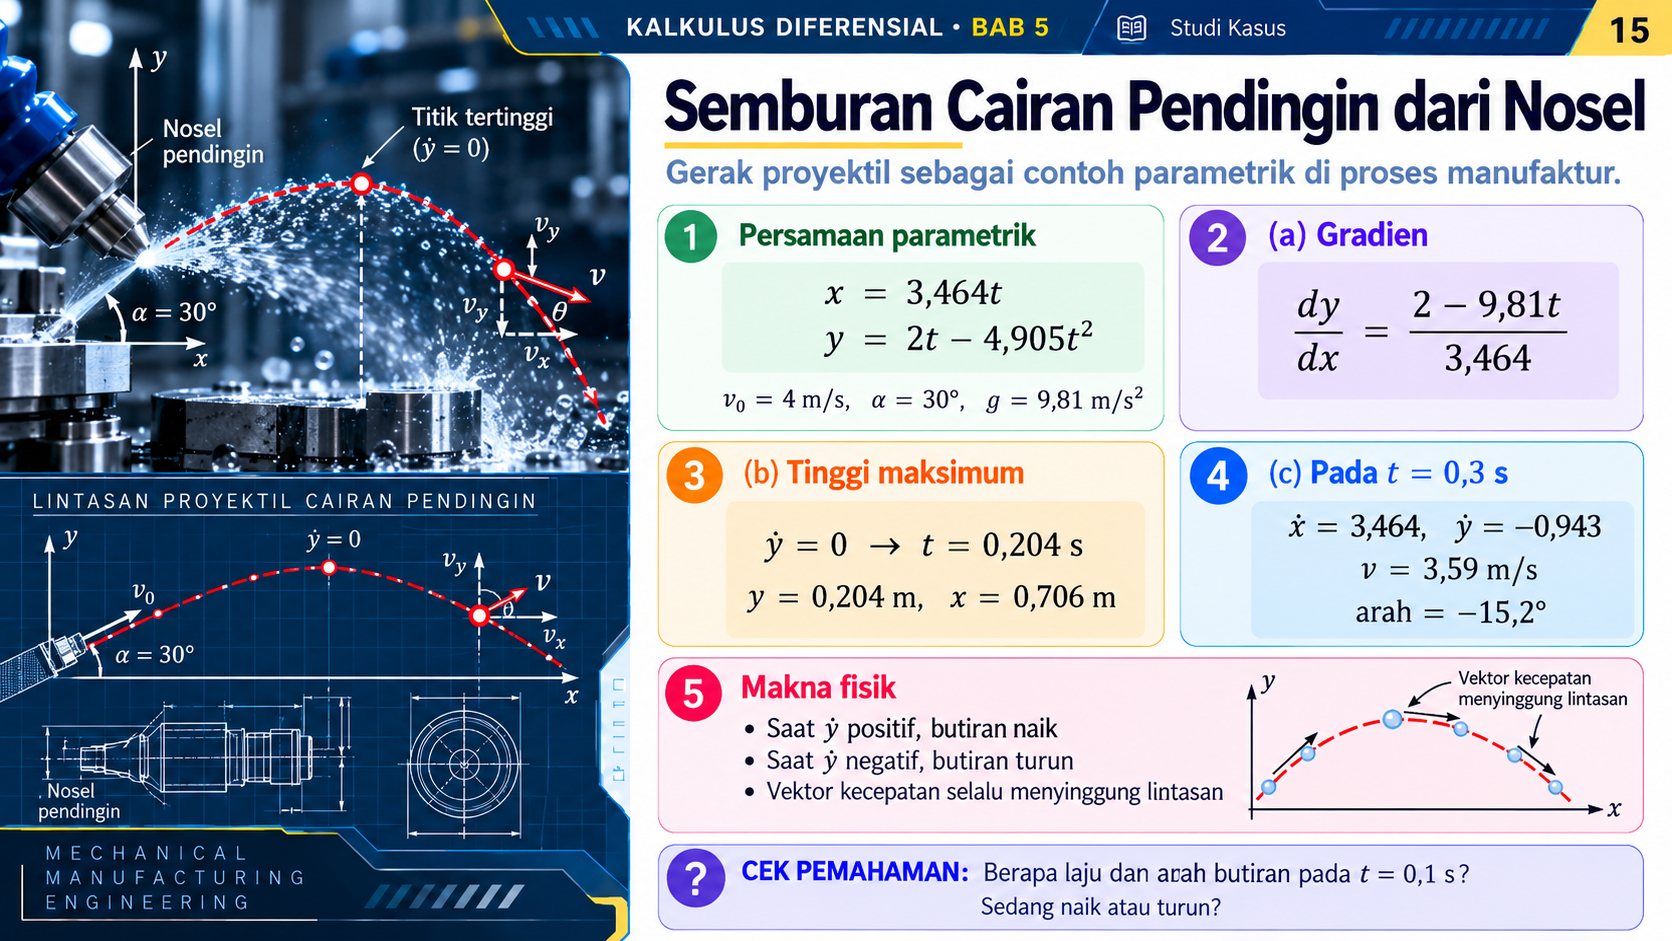 KALKULUS DIFERENSIAL • BAB 5
Studi Kasus
15
y
Nosel
pendingin
Titik tertinggi
(ẏ = 0)
v_y
v
v_y
θ
v_x
α = 30°
x
LINTASAN PROYEKTIL CAIRAN PENDINGIN
y
ẏ = 0
v_y
v
v₀
θ
v_x
α = 30°
x
Nosel
pendingin
MECHANICAL
MANUFACTURING
ENGINEERING
Semburan Cairan Pendingin dari Nosel
Gerak proyektil sebagai contoh parametrik di proses manufaktur.
1 Persamaan parametrik
x = 3,464t
y = 2t − 4,905t²
v₀ = 4 m/s, α = 30°, g = 9,81 m/s²
2 (a) Gradien
dy/dx = (2 − 9,81t)/3,464
3 (b) Tinggi maksimum
ẏ = 0 → t = 0,204 s
y = 0,204 m, x = 0,706 m
4 (c) Pada t = 0,3 s
ẋ = 3,464, ẏ = −0,943
v = 3,59 m/s
arah = −15,2°
5 Makna fisik
• Saat ẏ positif, butiran naik
• Saat ẏ negatif, butiran turun
• Vektor kecepatan selalu menyinggung lintasan
y
Vektor kecepatan
menyinggung lintasan
x
? CEK PEMAHAMAN: Berapa laju dan arah butiran pada t = 0,1 s?
Sedang naik atau turun?